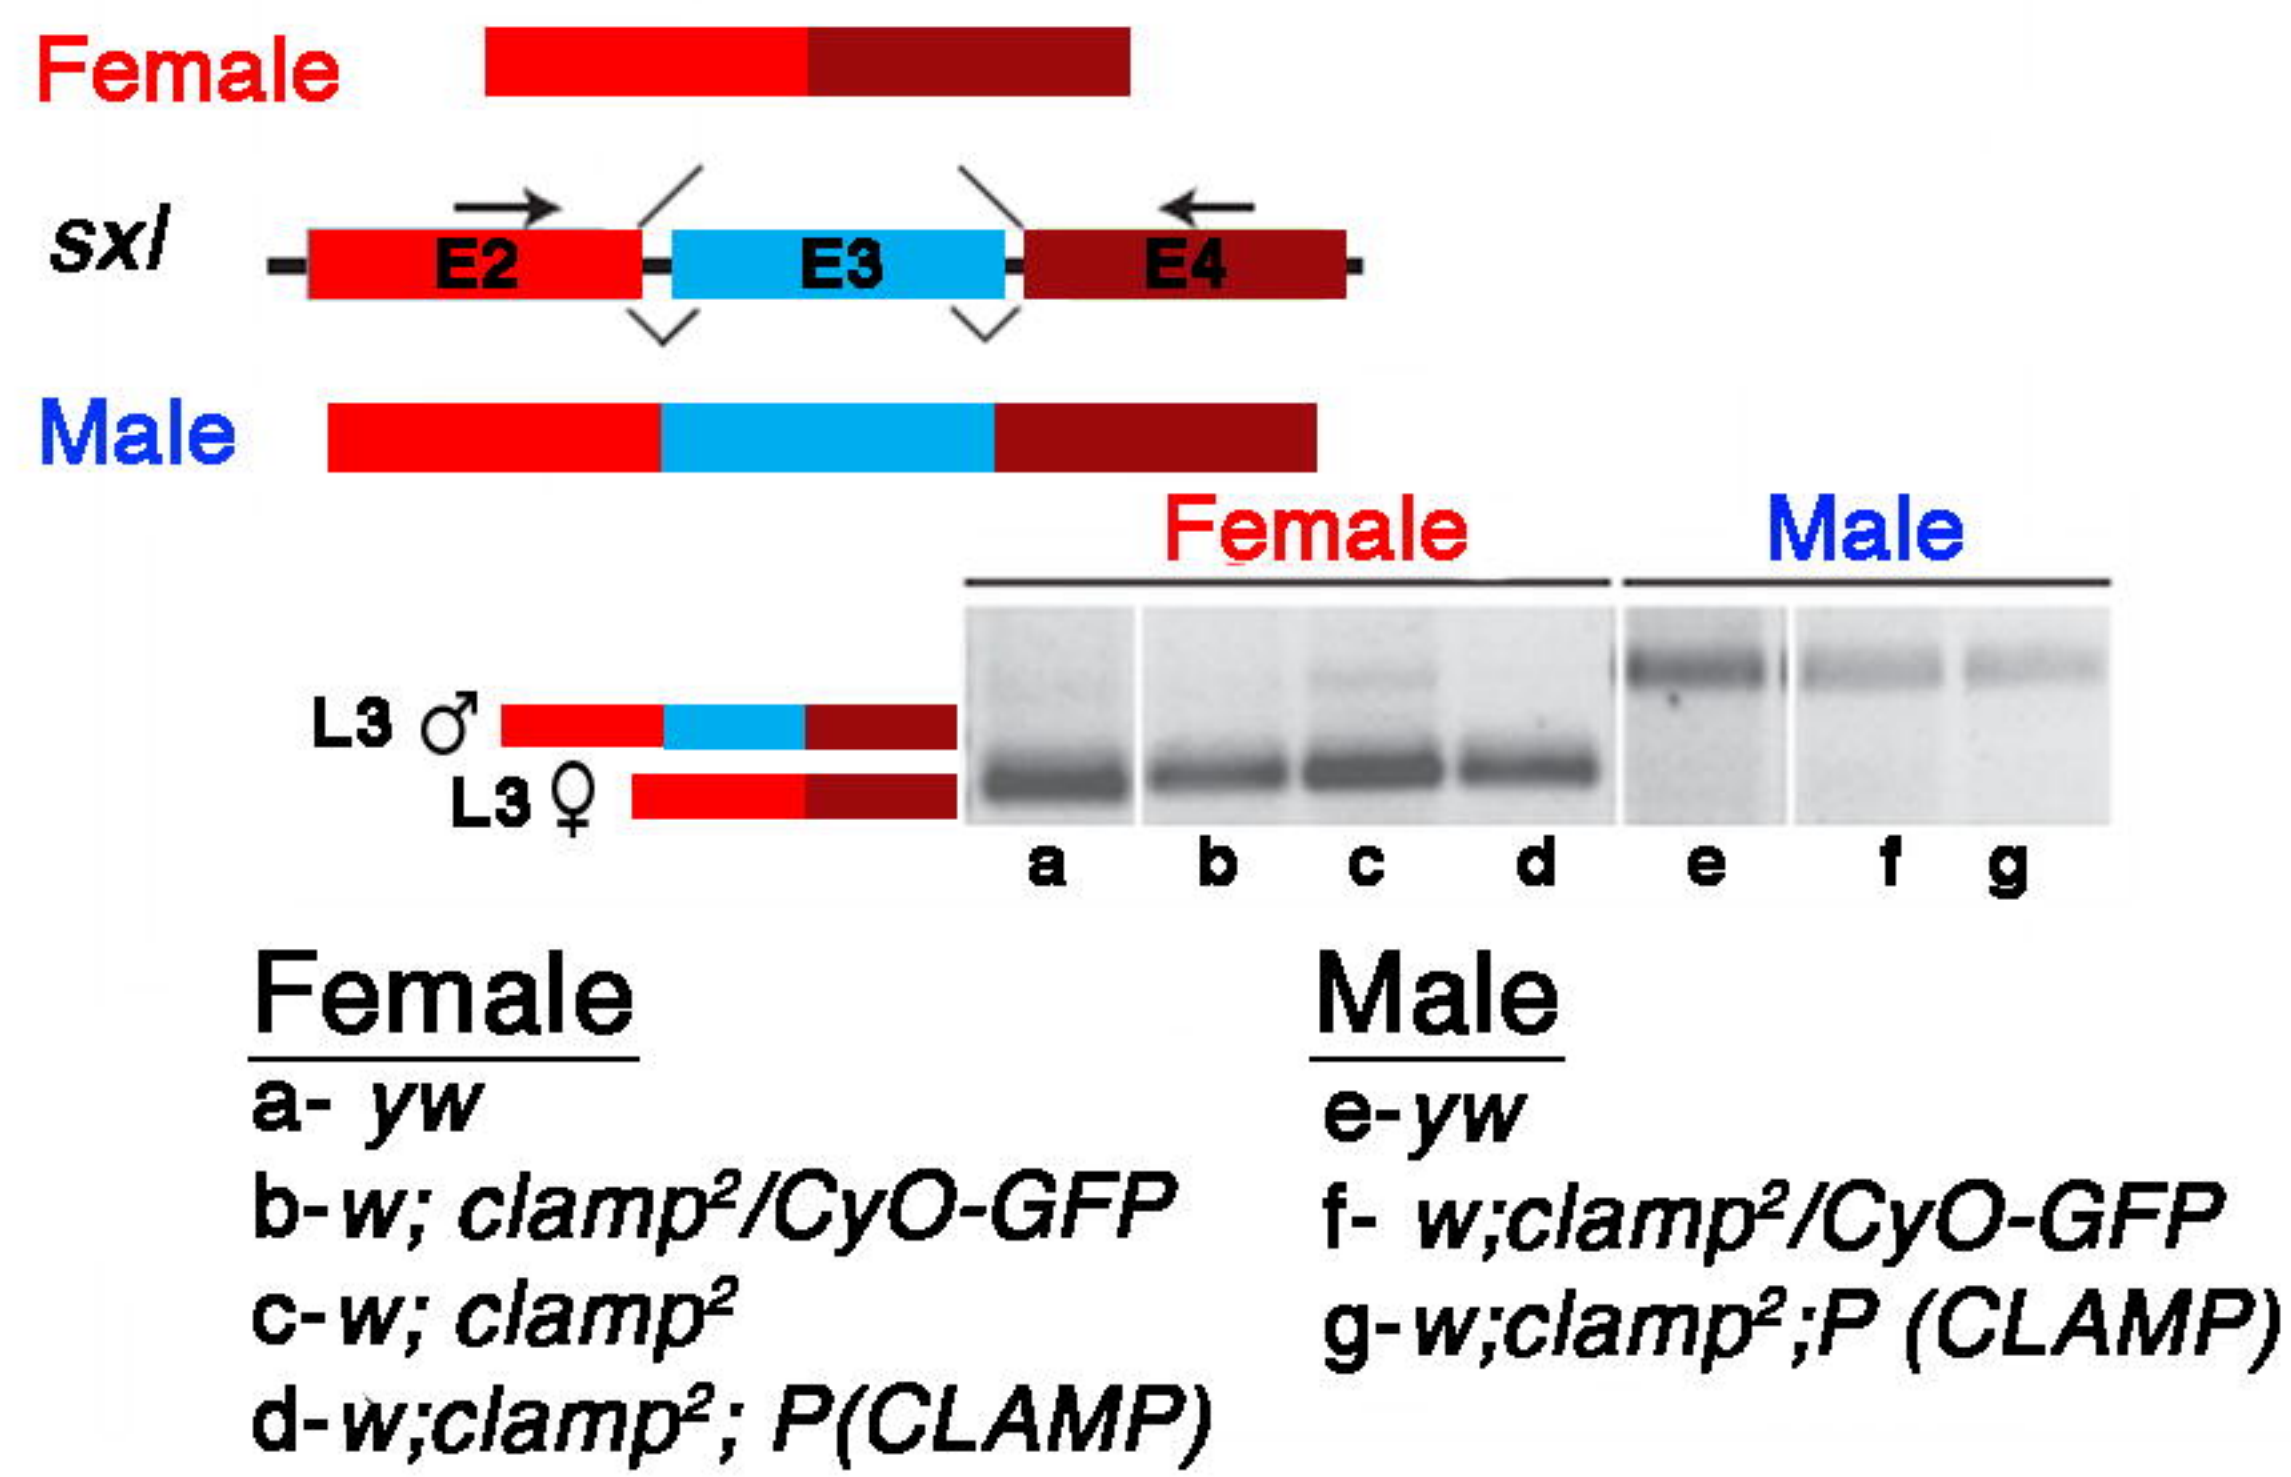 Female
sxl
E2 E3 E4
Male
Female Male
L3 ♂
L3 ♀
a b c d e f g
Female
a- yw
b-w; clamp²/CyO-GFP
c-w; clamp²
d-w;clamp²; P(CLAMP)
Male
e-yw
f- w;clamp²/CyO-GFP
g-w;clamp²;P (CLAMP)